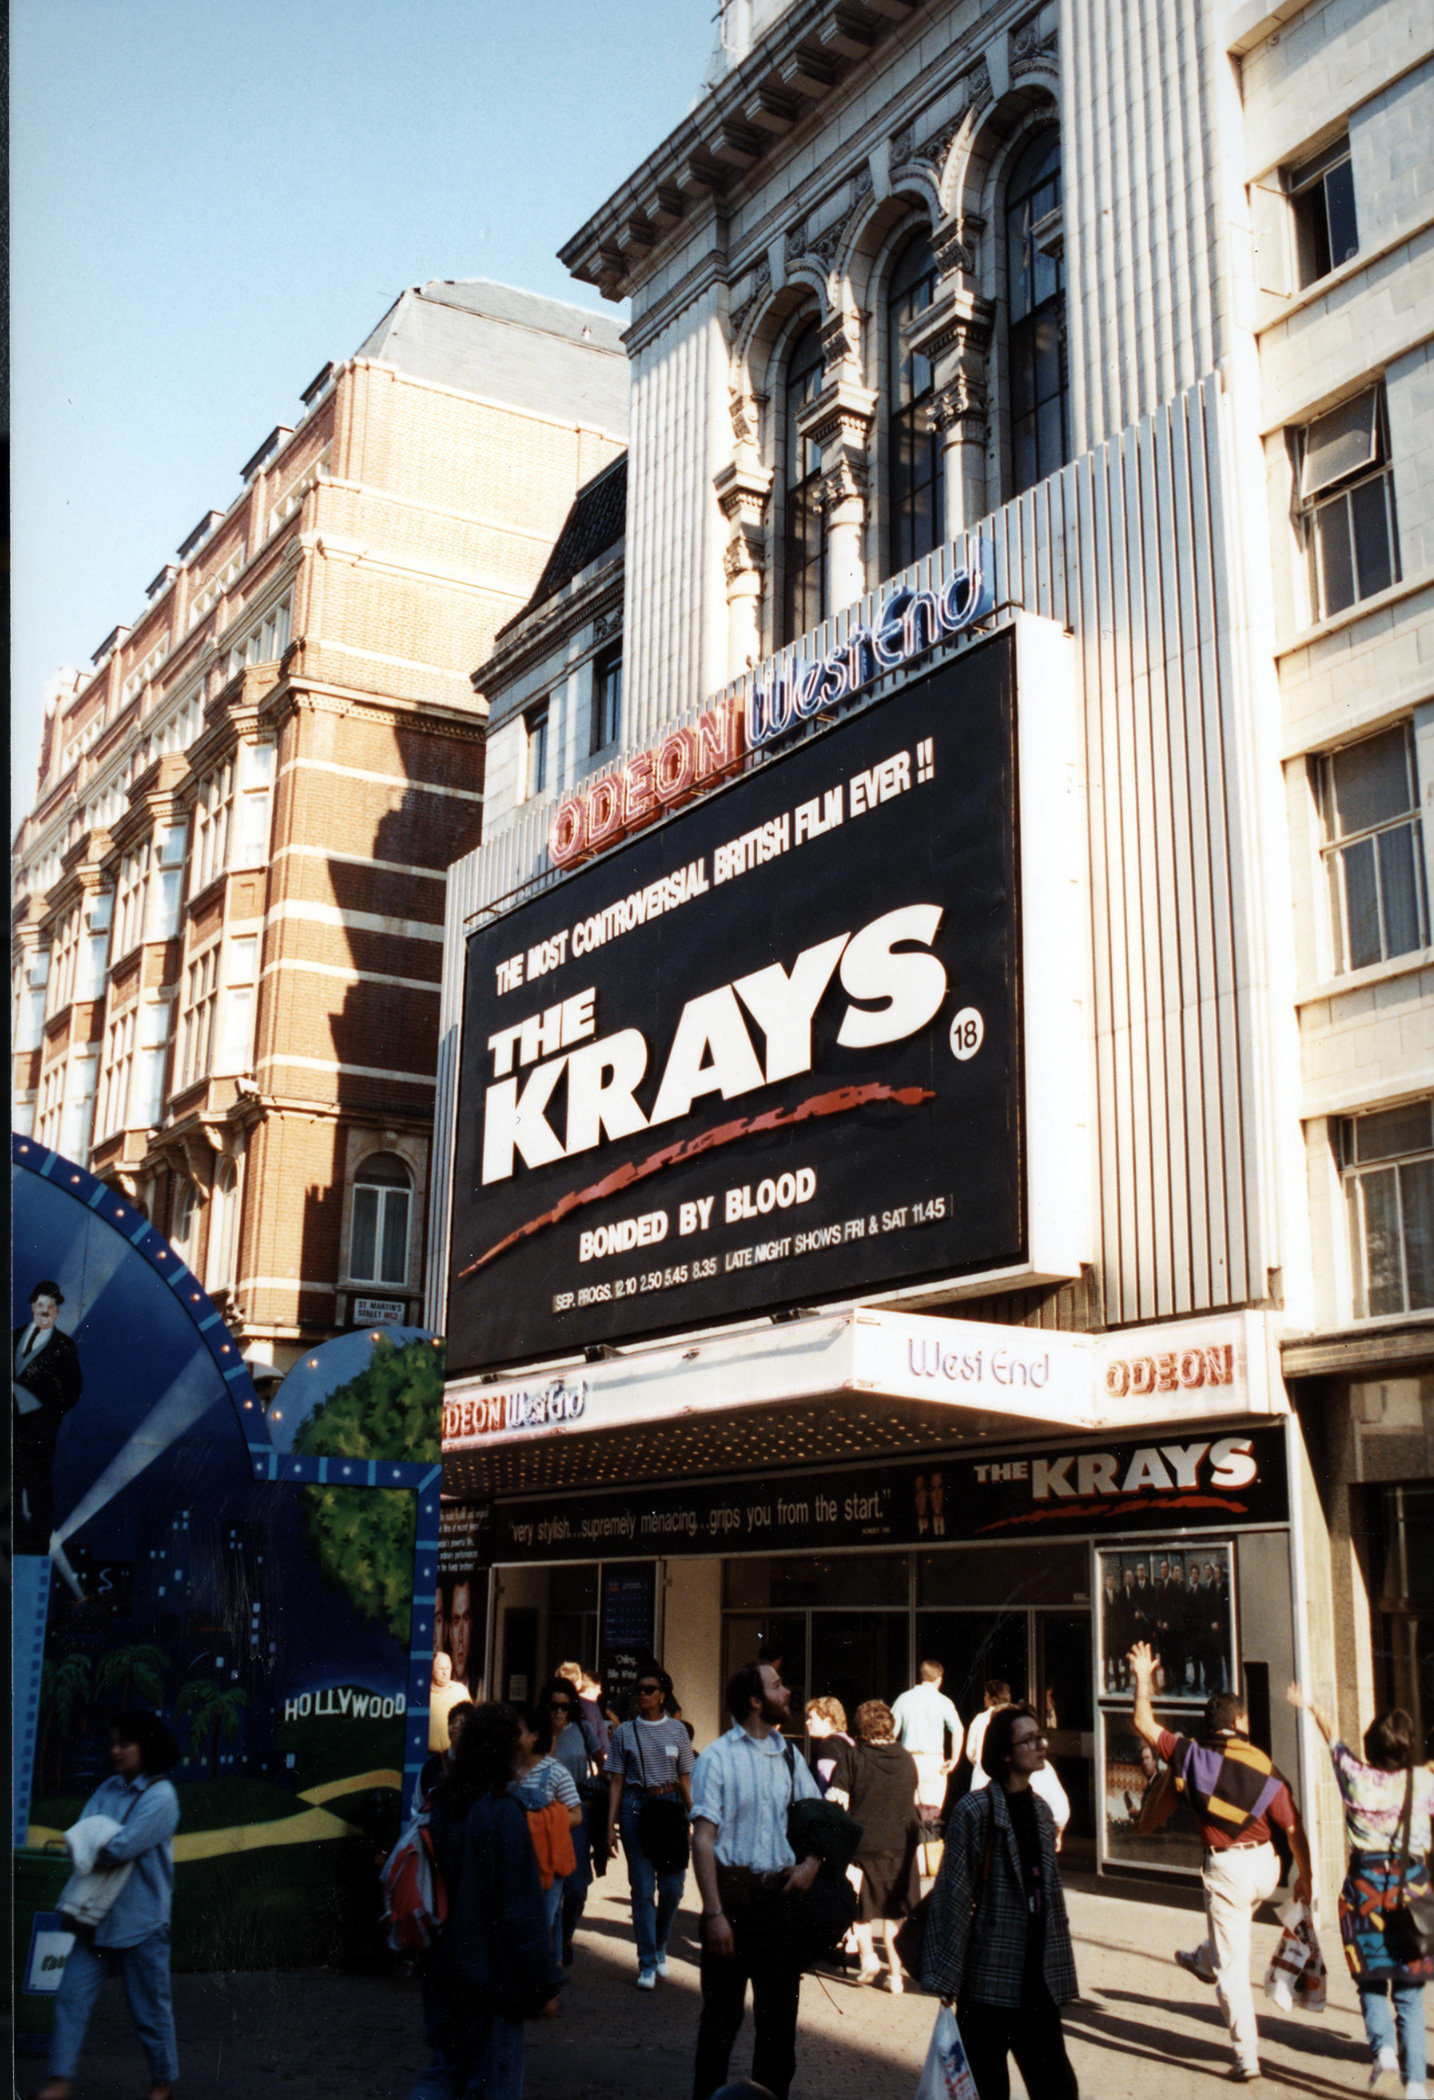 ODEON West End
THE MOST CONTROVERSIAL BRITISH FILM EVER !!
THE
KRAYS
18
BONDED BY BLOOD
SEP. PROGS. 12.10 2.50 5.45 8.35 LATE NIGHT SHOWS FRI & SAT 11.45
ST. MARTIN'S
STREET WC2
ODEON West End
West End
ODEON
"very stylish...supremely menacing...grips you from the start."
THE KRAYS
"Chilling...
HOLLYWOOD